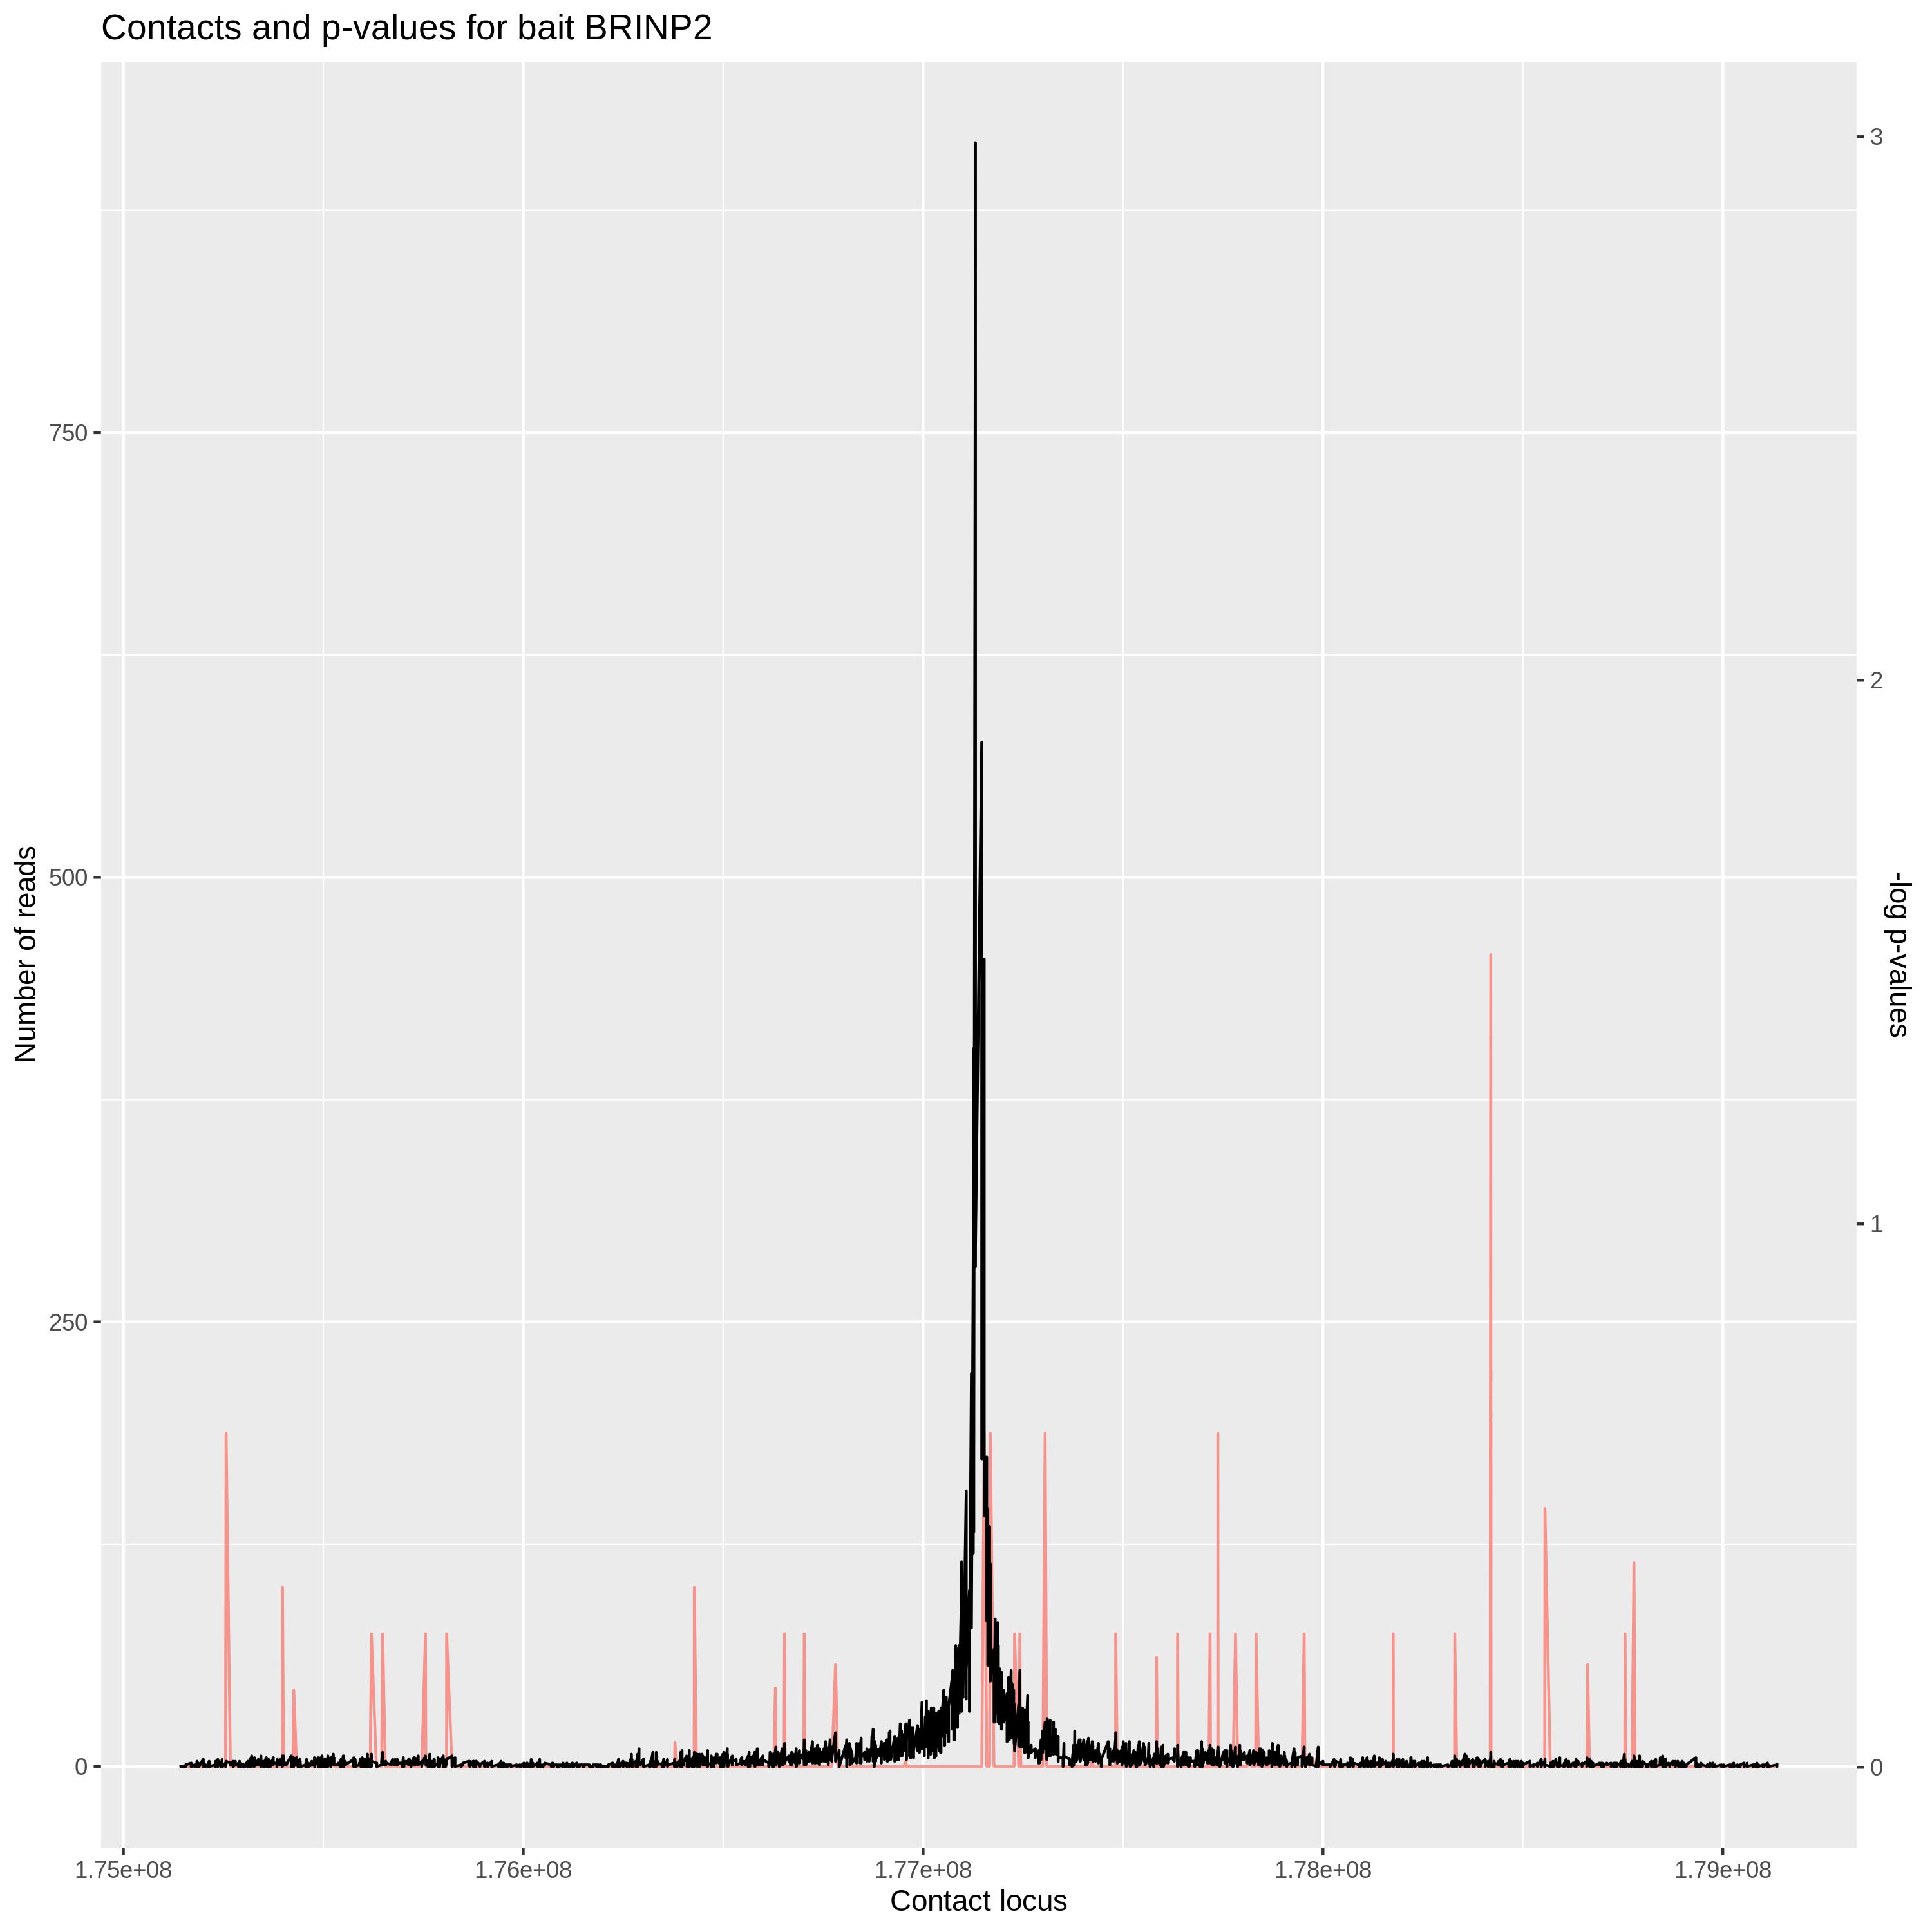 Contacts and p-values for bait BRINP2
Number of reads
750
500
250
0
3
2
1
0
-log p-values
1.75e+08
1.76e+08
1.77e+08
1.78e+08
1.79e+08
Contact locus